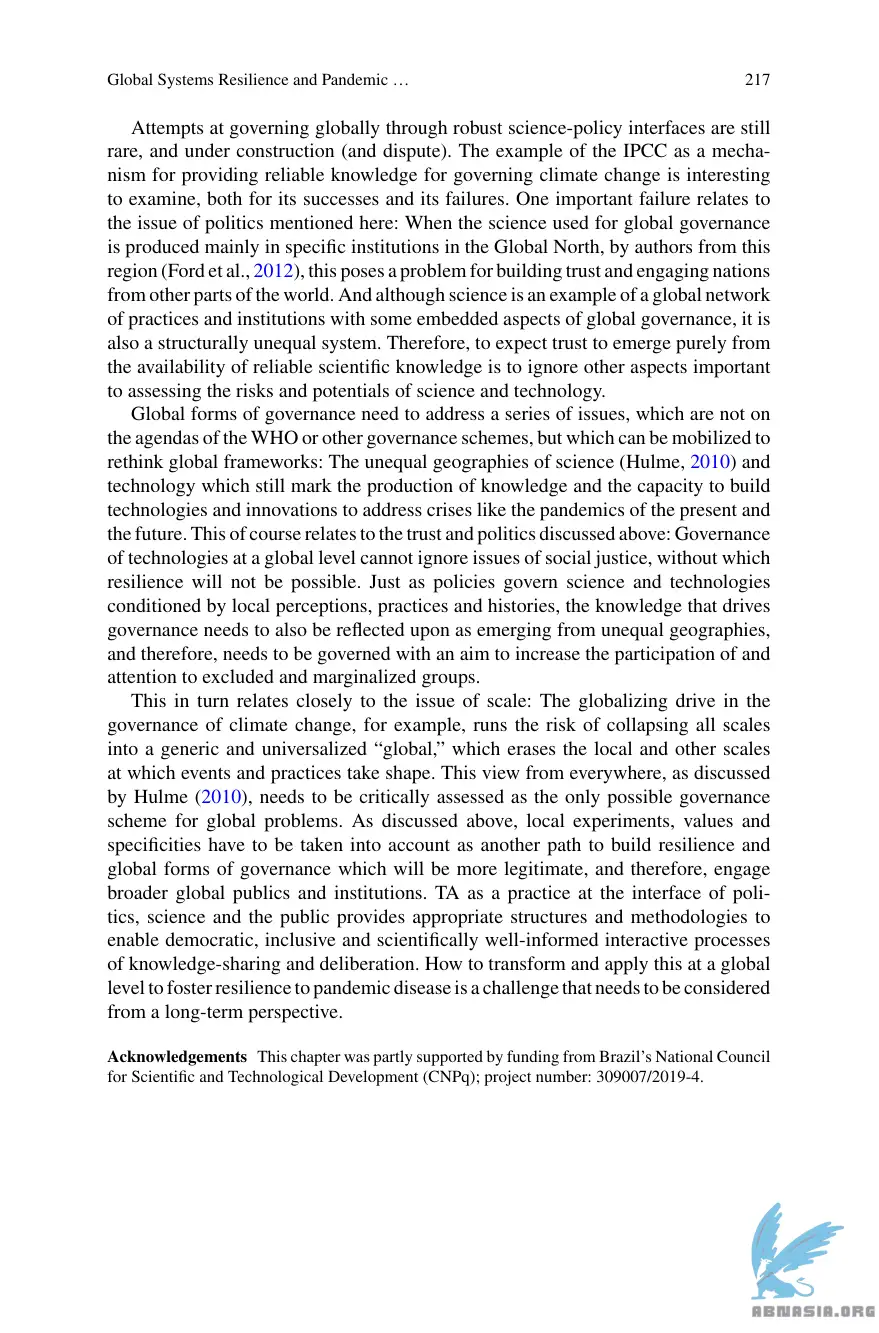 Global Systems Resilience and Pandemic …
217
Attempts at governing globally through robust science-policy interfaces are still
rare, and under construction (and dispute). The example of the IPCC as a mecha-
nism for providing reliable knowledge for governing climate change is interesting
to examine, both for its successes and its failures. One important failure relates to
the issue of politics mentioned here: When the science used for global governance
is produced mainly in specific institutions in the Global North, by authors from this
region (Ford et al., 2012), this poses a problem for building trust and engaging nations
from other parts of the world. And although science is an example of a global network
of practices and institutions with some embedded aspects of global governance, it is
also a structurally unequal system. Therefore, to expect trust to emerge purely from
the availability of reliable scientific knowledge is to ignore other aspects important
to assessing the risks and potentials of science and technology.
Global forms of governance need to address a series of issues, which are not on
the agendas of the WHO or other governance schemes, but which can be mobilized to
rethink global frameworks: The unequal geographies of science (Hulme, 2010) and
technology which still mark the production of knowledge and the capacity to build
technologies and innovations to address crises like the pandemics of the present and
the future. This of course relates to the trust and politics discussed above: Governance
of technologies at a global level cannot ignore issues of social justice, without which
resilience will not be possible. Just as policies govern science and technologies
conditioned by local perceptions, practices and histories, the knowledge that drives
governance needs to also be reflected upon as emerging from unequal geographies,
and therefore, needs to be governed with an aim to increase the participation of and
attention to excluded and marginalized groups.
This in turn relates closely to the issue of scale: The globalizing drive in the
governance of climate change, for example, runs the risk of collapsing all scales
into a generic and universalized “global,” which erases the local and other scales
at which events and practices take shape. This view from everywhere, as discussed
by Hulme (2010), needs to be critically assessed as the only possible governance
scheme for global problems. As discussed above, local experiments, values and
specificities have to be taken into account as another path to build resilience and
global forms of governance which will be more legitimate, and therefore, engage
broader global publics and institutions. TA as a practice at the interface of poli-
tics, science and the public provides appropriate structures and methodologies to
enable democratic, inclusive and scientifically well-informed interactive processes
of knowledge-sharing and deliberation. How to transform and apply this at a global
level to foster resilience to pandemic disease is a challenge that needs to be considered
from a long-term perspective.
Acknowledgements This chapter was partly supported by funding from Brazil’s National Council
for Scientific and Technological Development (CNPq); project number: 309007/2019-4.
ABNASIA.ORG